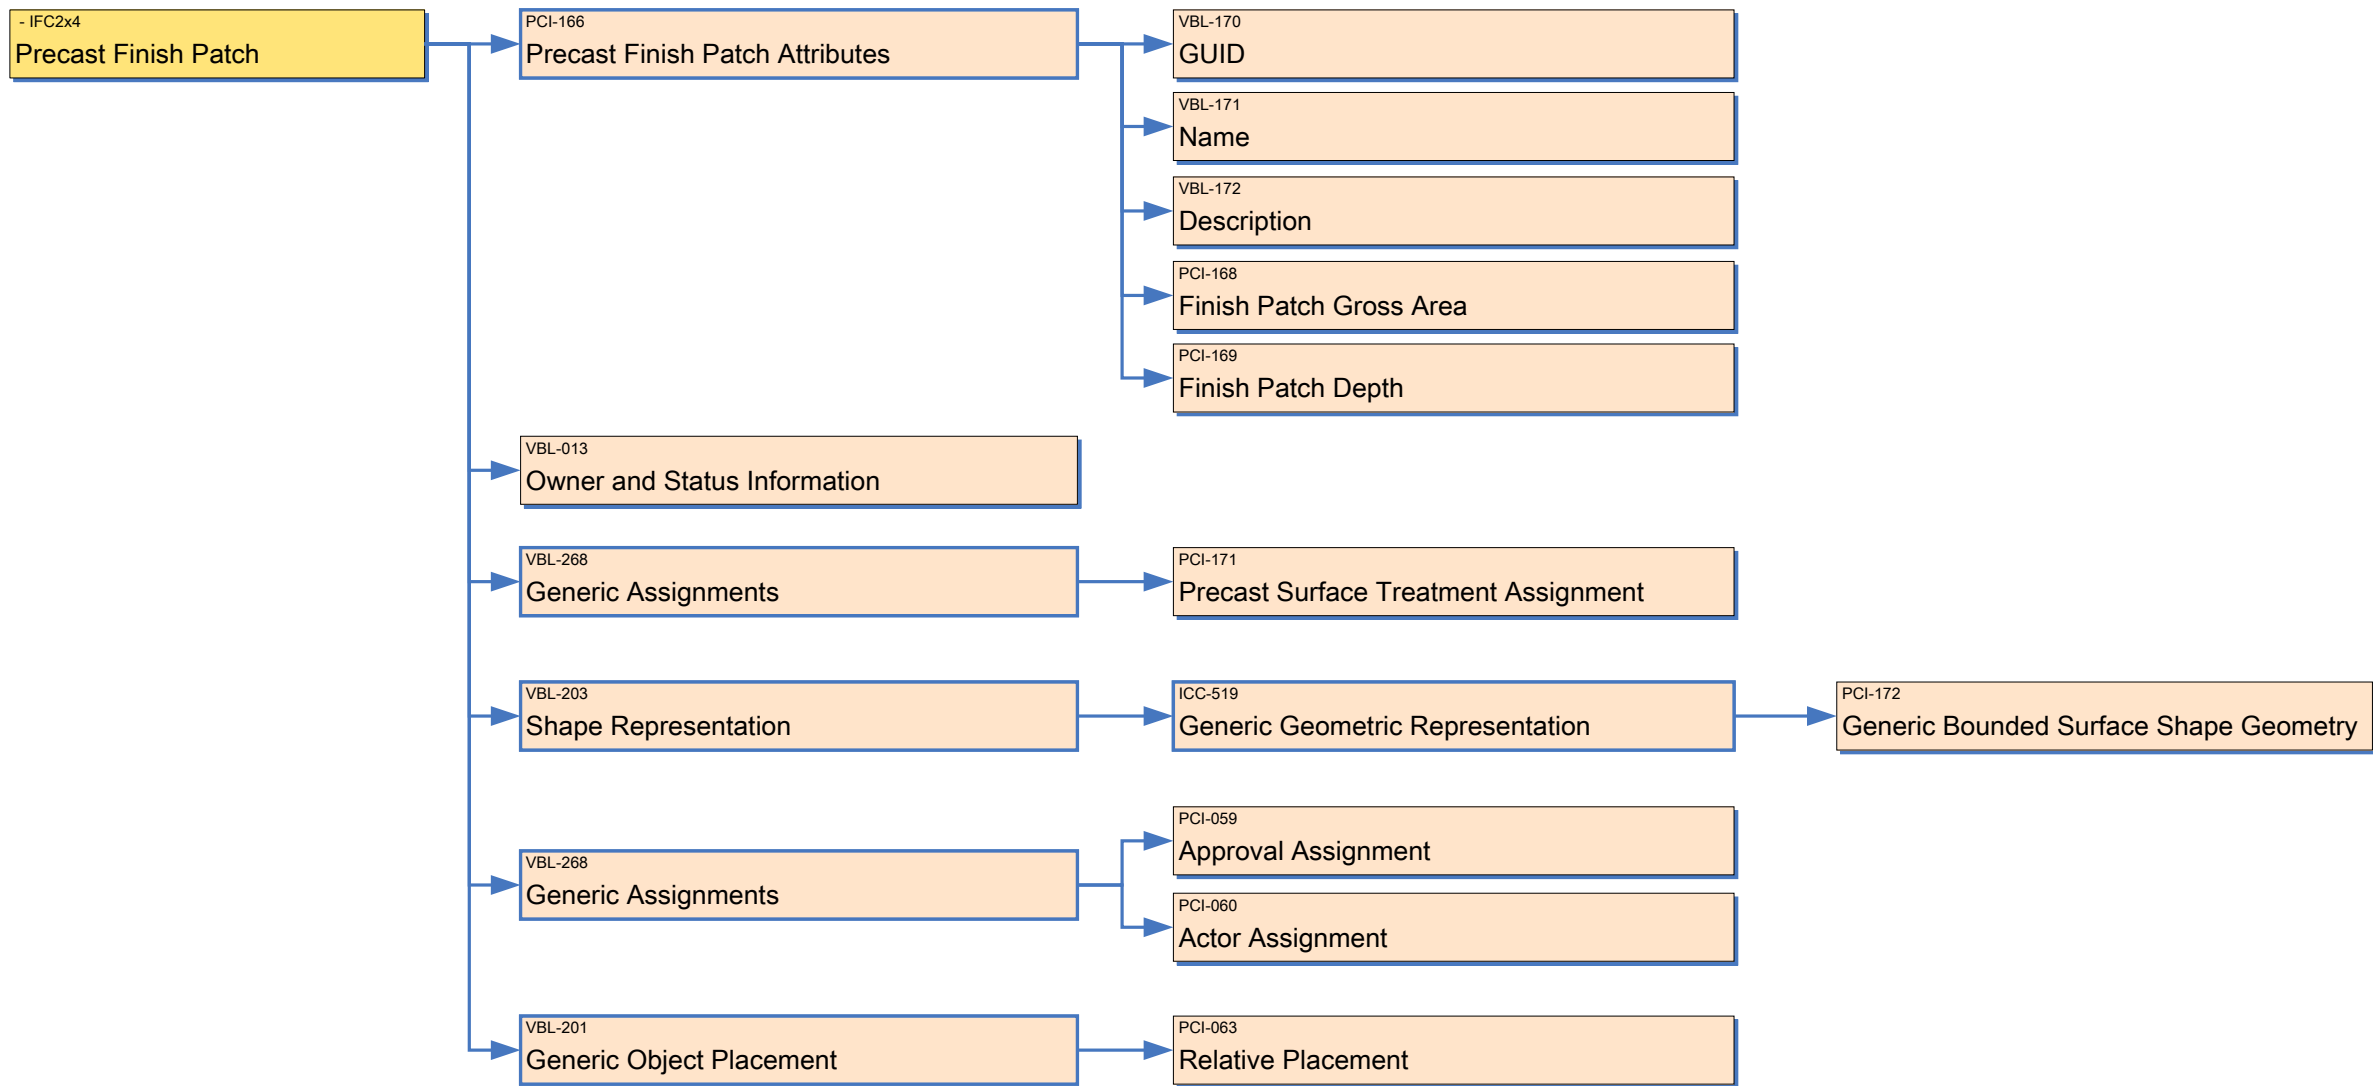 - IFC2x4
Precast Finish Patch
PCI-166
Precast Finish Patch Attributes
VBL-170
GUID
VBL-171
Name
VBL-172
Description
PCI-168
Finish Patch Gross Area
PCI-169
Finish Patch Depth
VBL-013
Owner and Status Information
VBL-268
Generic Assignments
PCI-171
Precast Surface Treatment Assignment
VBL-203
Shape Representation
ICC-519
Generic Geometric Representation
PCI-172
Generic Bounded Surface Shape Geometry
VBL-268
Generic Assignments
PCI-059
Approval Assignment
PCI-060
Actor Assignment
VBL-201
Generic Object Placement
PCI-063
Relative Placement